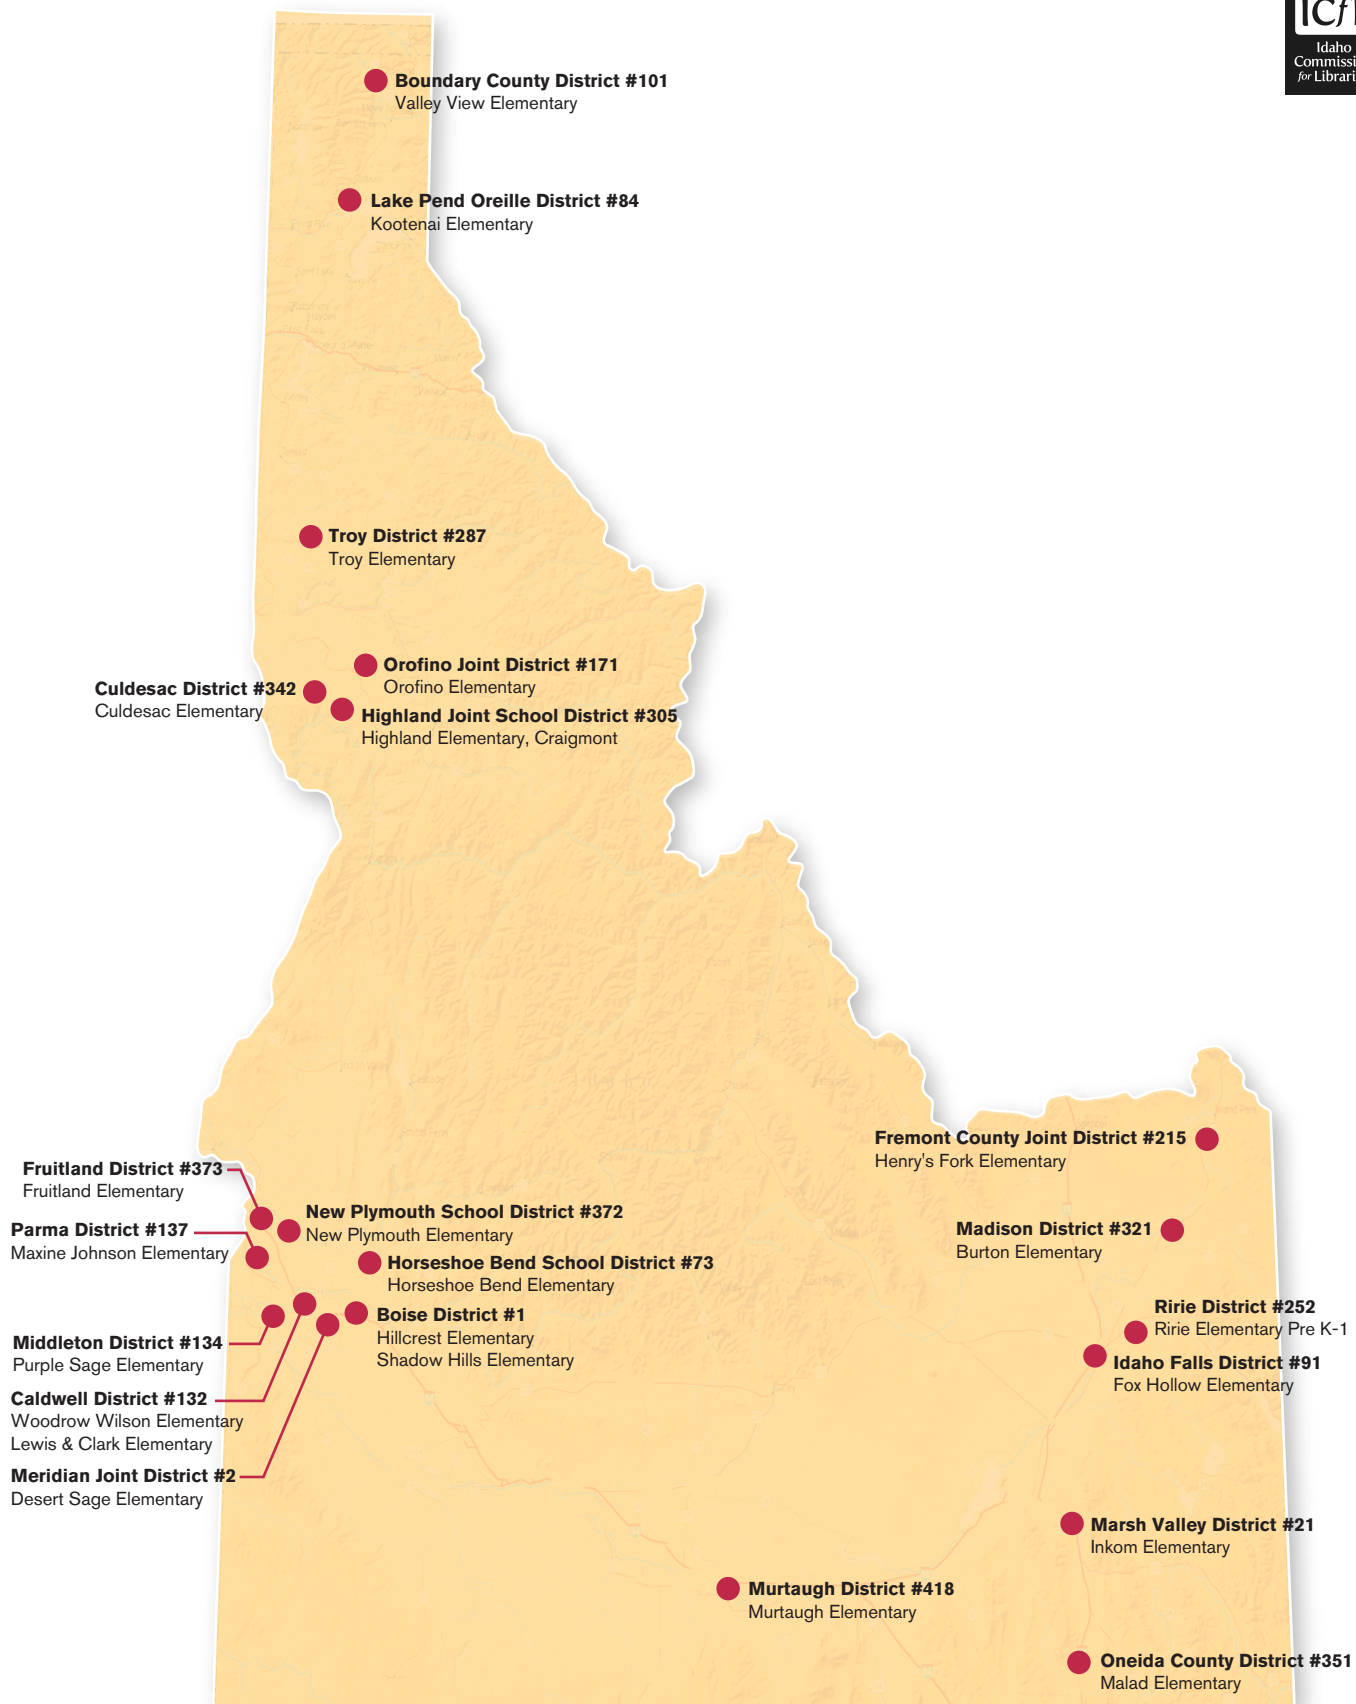 Idaho
for
Boundary County District #101
Valley View Elementary
Lake Pend Oreille District #84
Kootenai Elementary
Troy District #287
Troy Elementary
Orofino Joint District #171
Orofino Elementary
Culdesac District #342
Culdesac Elementary
Highland Joint School District #305
Highland Elementary, Craigmont
Fremont County Joint District #215
Henry's Fork Elementary
Fruitland District #373
Fruitland Elementary
New Plymouth School District #372
New Plymouth Elementary
Parma District #137
Maxine Johnson Elementary
Madison District #321
Burton Elementary
Horseshoe Bend School District #73
Horseshoe Bend Elementary
Ririe District #252
Ririe Elementary Pre K-1
Boise District #1
Hillcrest Elementary
Shadow Hills Elementary
Middleton District #134
Purple Sage Elementary
Idaho Falls District #91
Fox Hollow Elementary
Caldwell District #132
Woodrow Wilson Elementary
Lewis & Clark Elementary
Meridian Joint District #2
Desert Sage Elementary
Marsh Valley District #21
Inkom Elementary
Murtaugh District #418
Murtaugh Elementary
Oneida County District #351
Malad Elementary